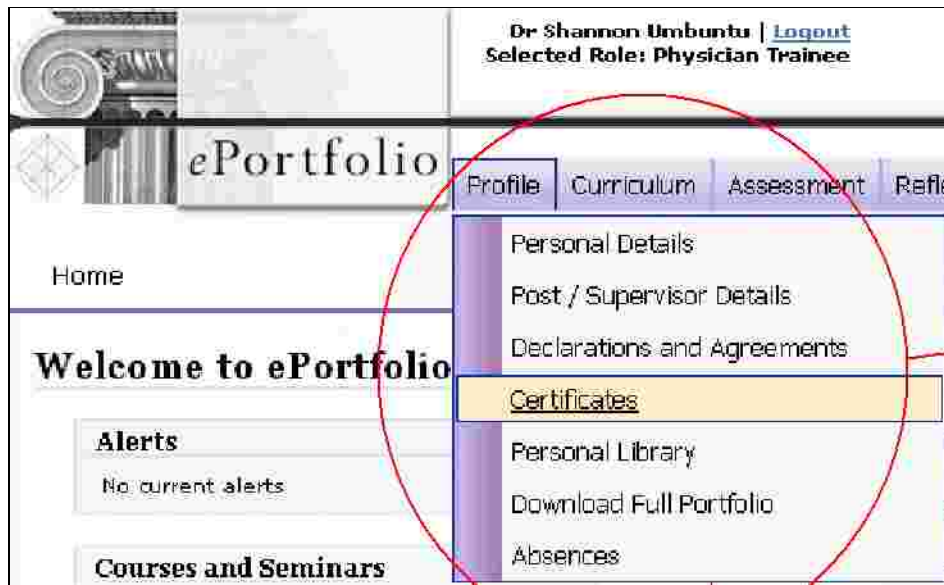 Dr Shannon Umbuntu | Logout
Selected Role: Physician Trainee
ePortfolio
Profile Curriculum Assessment Refle
Personal Details
Post / Supervisor Details
Declarations and Agreements
Certificates
Personal Library
Download Full Portfolio
Absences
Home
Welcome to ePortfolio
Alerts
No current alerts
Courses and Seminars